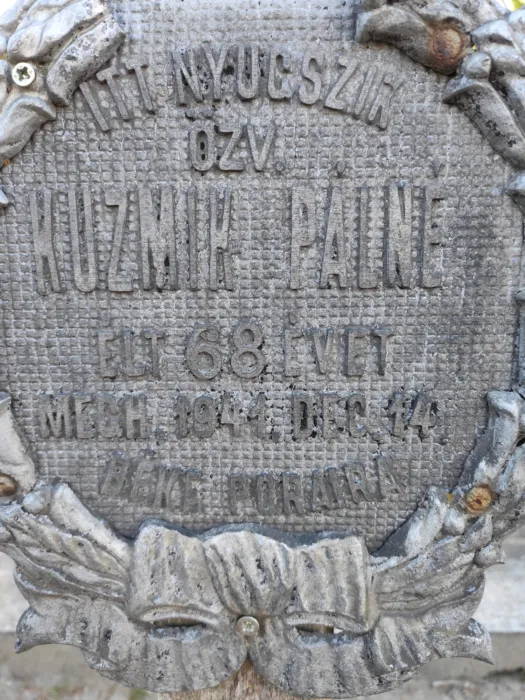 ITT NYUGSZIK
ÖZV.
KUZMIK PÁLNÉ
ÉLT 68 ÉVET
MEGH. 1941. DEC. 14.
BÉKE PORAIRA